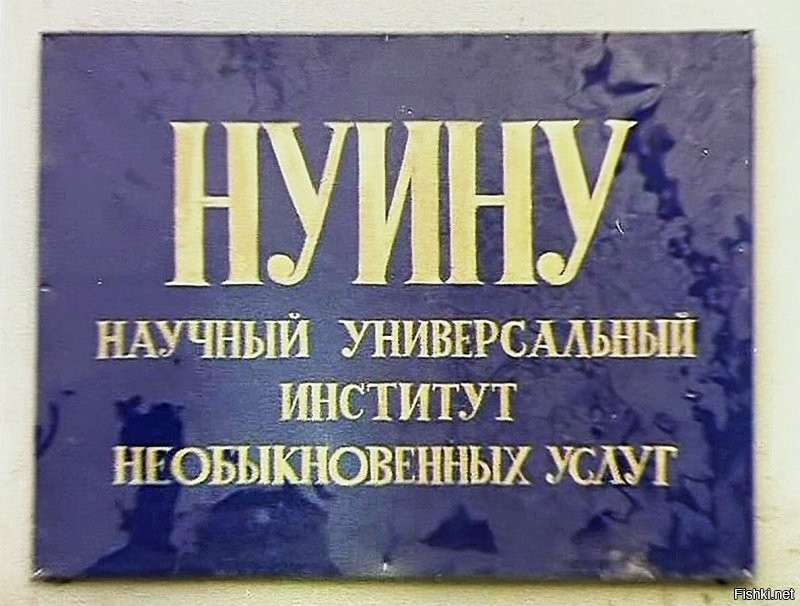 НУИНУ
НАУЧНЫЙ УНИВЕРСАЛЬНЫЙ
ИНСТИТУТ
НЕОБЫКНОВЕННЫХ УСЛУГ
Fishki.net